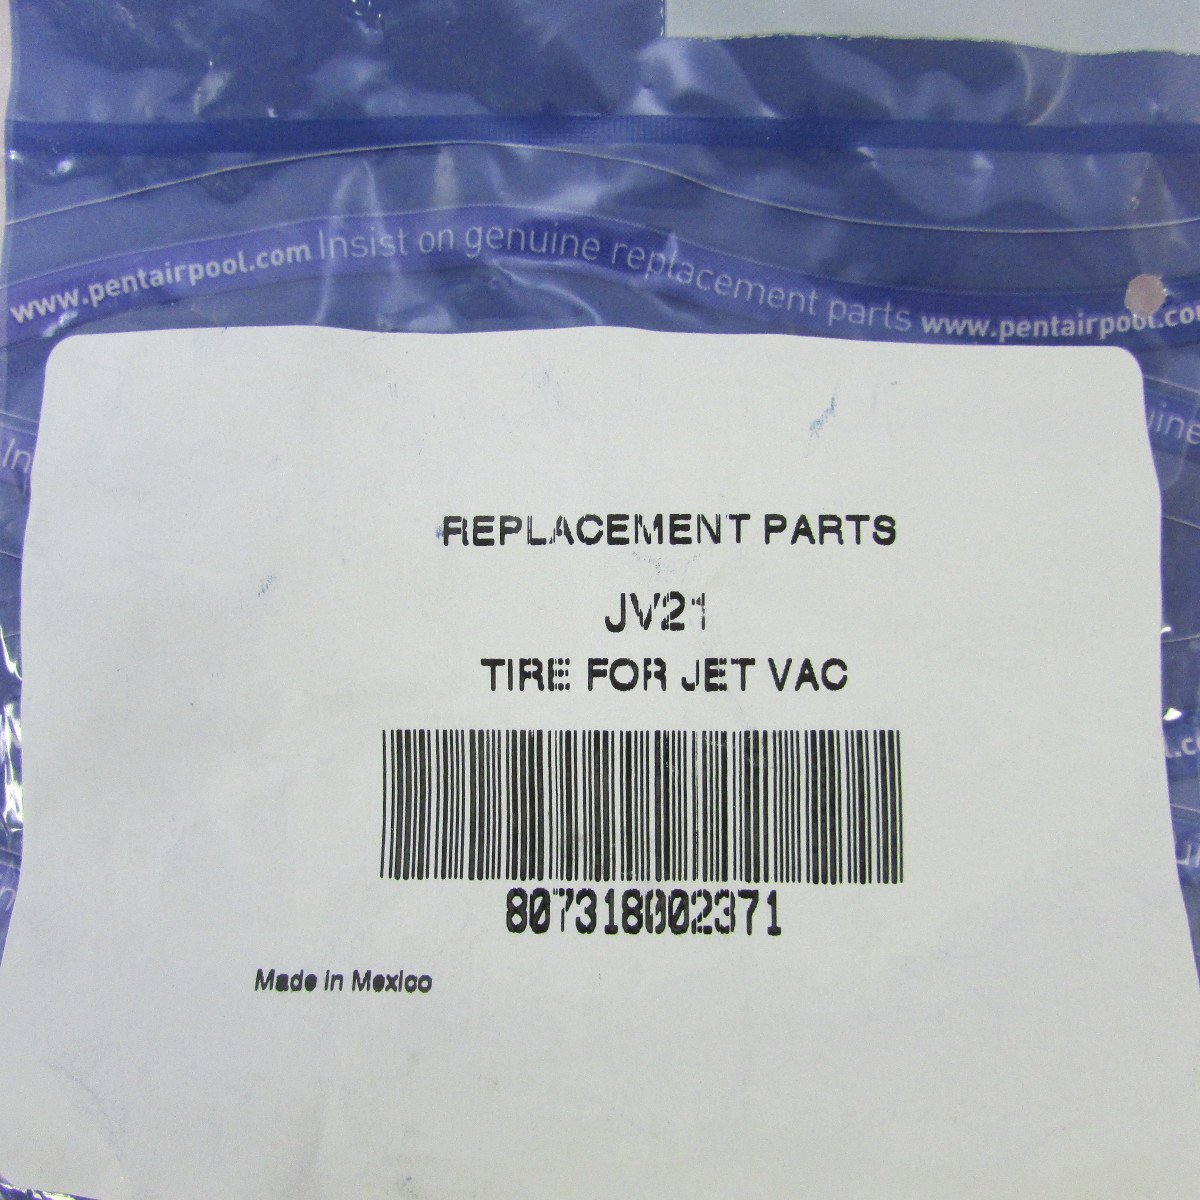 www.pentairpool.com Insist on genuine replacement parts www.pentairpool.co
REPLACEMENT PARTS
JV21
TIRE FOR JET VAC
807318002371
Made in Mexico